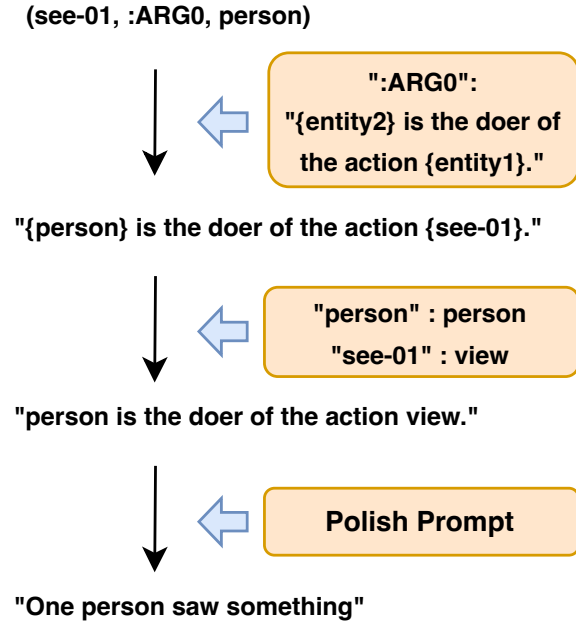 (see-01, :ARG0, person)
":ARG0":
"{entity2} is the doer of
the action {entity1}."
"{person} is the doer of the action {see-01}."
"person" : person
"see-01" : view
"person is the doer of the action view."
Polish Prompt
"One person saw something"